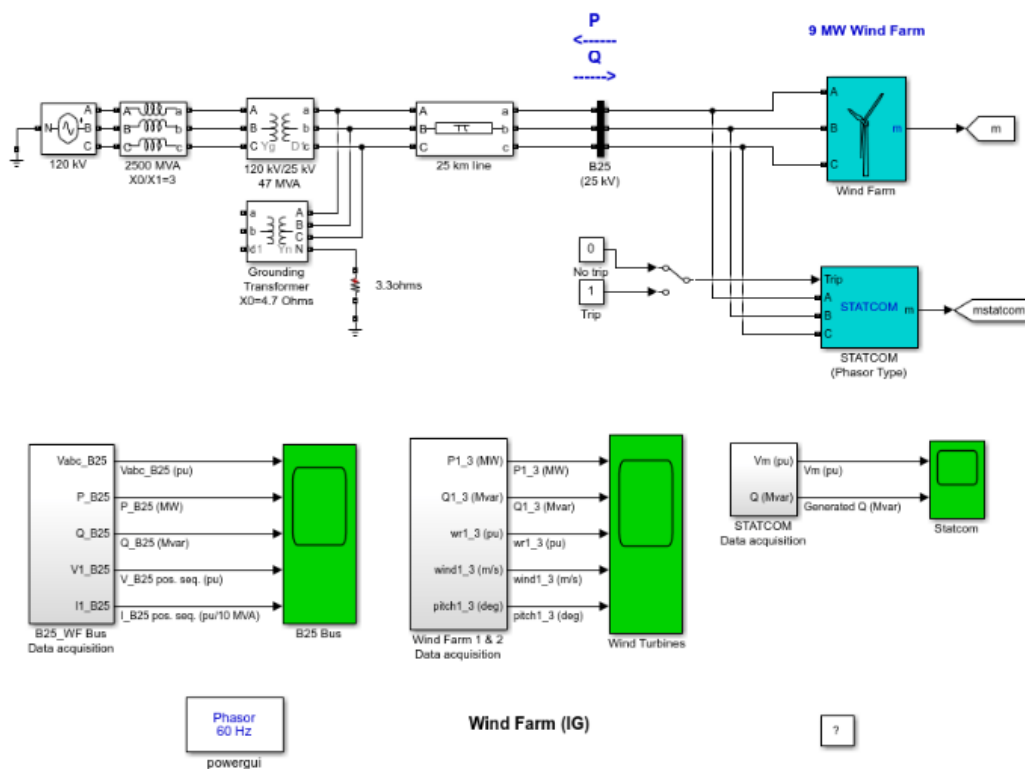 P
Q
9 MW Wind Farm
N
A
B
C
120 kV
A
B
C
a
b
c
2500 MVA
X0/X1=3
A
B
C
Yg
D1
a
b
c
120 kV/25 kV
47 MVA
A
B
C
a
b
c
25 km line
B25
(25 kV)
A
B
C
m
Wind Farm
m
a
b
d1
Yn
A
B
C
N
Grounding
Transformer
X0=4.7 Ohms
3.3ohms
0
No trip
1
Trip
Trip
A
B
C
STATCOM
m
STATCOM
(Phasor Type)
mstatcom
Vabc_B25
P_B25
Q_B25
V1_B25
I1_B25
B25_WF Bus
Data acquisition
Vabc_B25 (pu)
P_B25 (MW)
Q_B25 (Mvar)
V_B25 pos. seq. (pu)
I_B25 pos. seq. (pu/10 MVA)
B25 Bus
P1_3 (MW)
Q1_3 (Mvar)
wr1_3 (pu)
wind1_3 (m/s)
pitch1_3 (deg)
Wind Farm 1 & 2
Data acquisition
P1_3 (MW)
Q1_3 (Mvar)
wr1_3 (pu)
wind1_3 (m/s)
pitch1_3 (deg)
Wind Turbines
Vm (pu)
Q (Mvar)
STATCOM
Data acquisition
Vm (pu)
Generated Q (Mvar)
Statcom
Phasor
60 Hz
powergui
Wind Farm (IG)
?